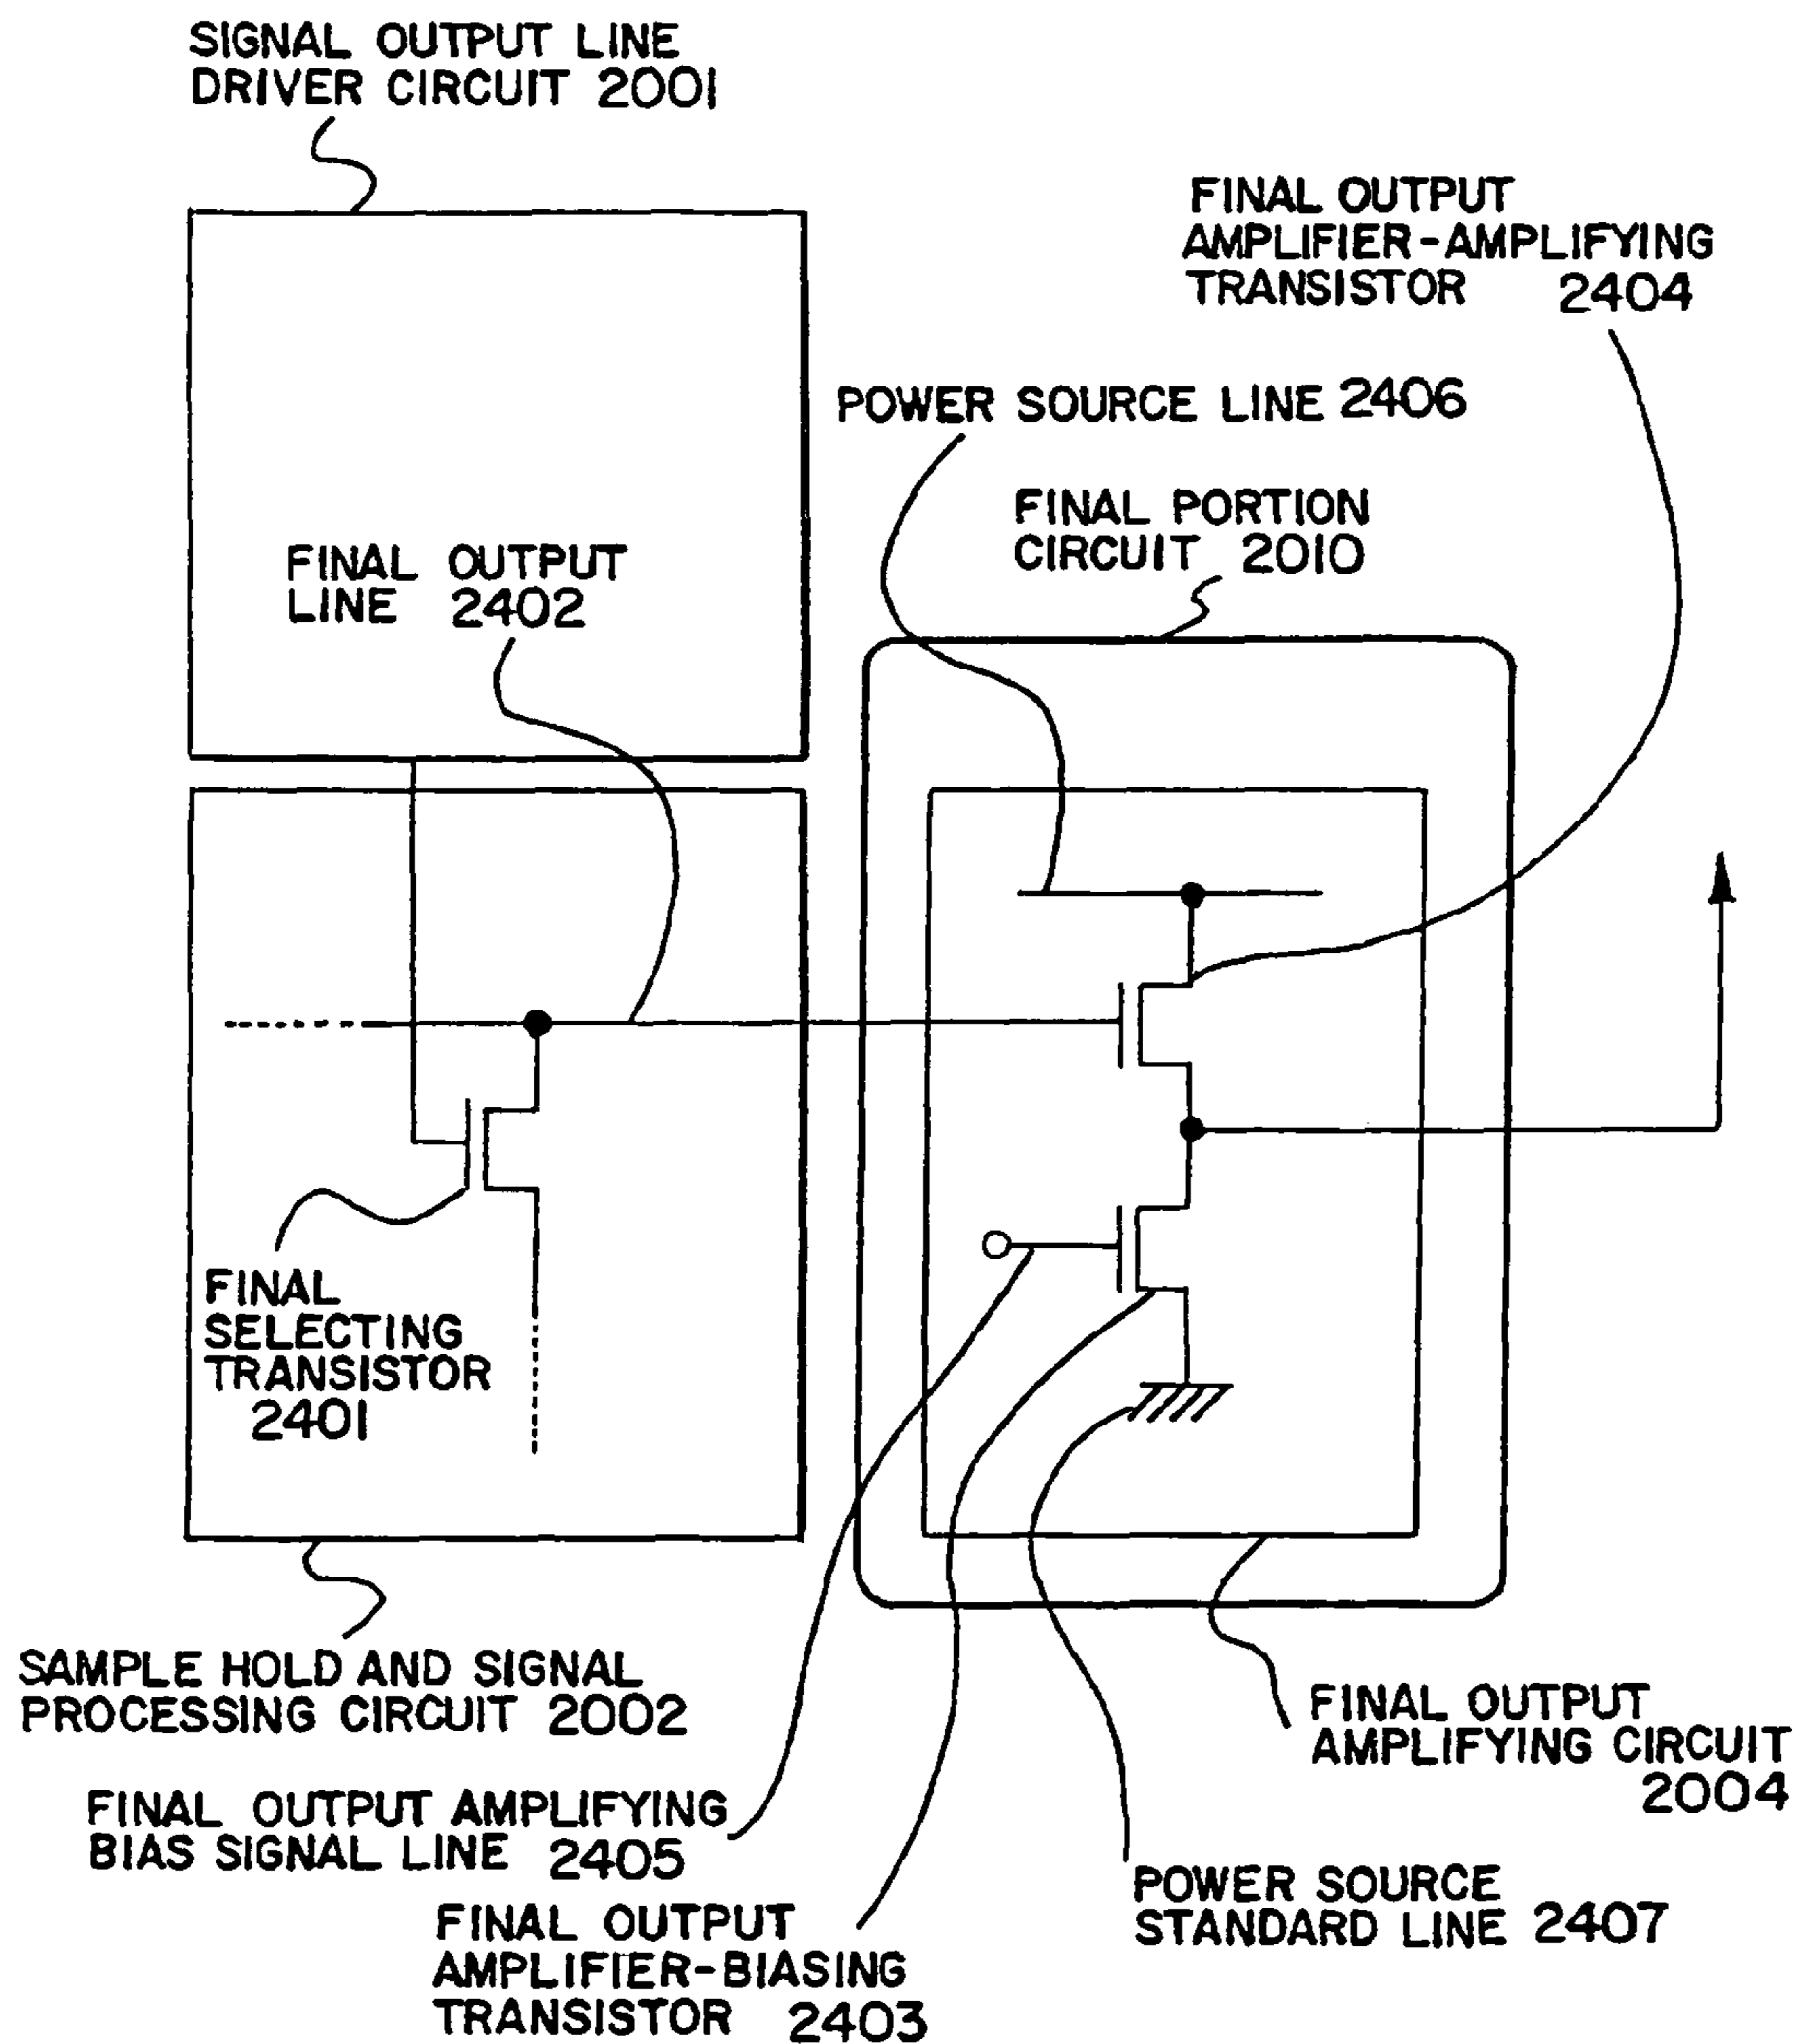 SIGNAL OUTPUT LINE
DRIVER CIRCUIT 2001
FINAL OUTPUT
AMPLIFIER-AMPLIFYING
TRANSISTOR 2404
POWER SOURCE LINE 2406
FINAL PORTION
CIRCUIT 2010
FINAL OUTPUT
LINE 2402
FINAL
SELECTING
TRANSISTOR
2401
SAMPLE HOLD AND SIGNAL
PROCESSING CIRCUIT 2002
FINAL OUTPUT
AMPLIFYING CIRCUIT
2004
FINAL OUTPUT AMPLIFYING
BIAS SIGNAL LINE 2405
POWER SOURCE
STANDARD LINE 2407
FINAL OUTPUT
AMPLIFIER-BIASING
TRANSISTOR 2403